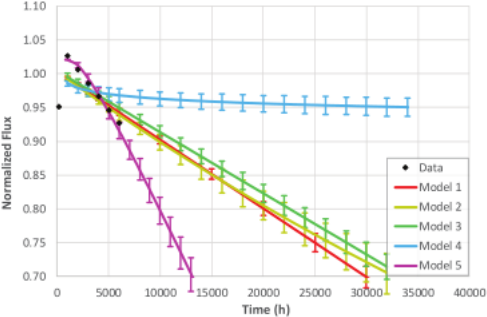 1.10
1.05
1.00
0.95
0.90
0.85
0.80
0.75
0.70
Normalized Flux
0 5000 10000 15000 20000 25000 30000 35000 40000
Time (h)
Data
Model 1
Model 2
Model 3
Model 4
Model 5